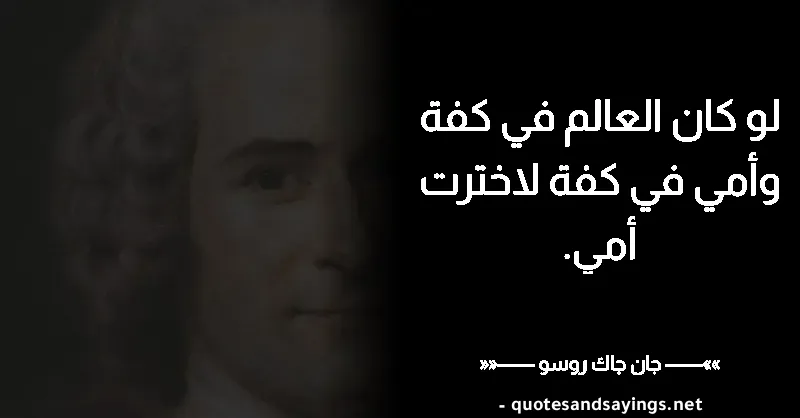 لو كان العالم في كفة
وأمي في كفة لاخترت
أمي.
»»—— جان جاك روسو ——««
- quotesandsayings.net